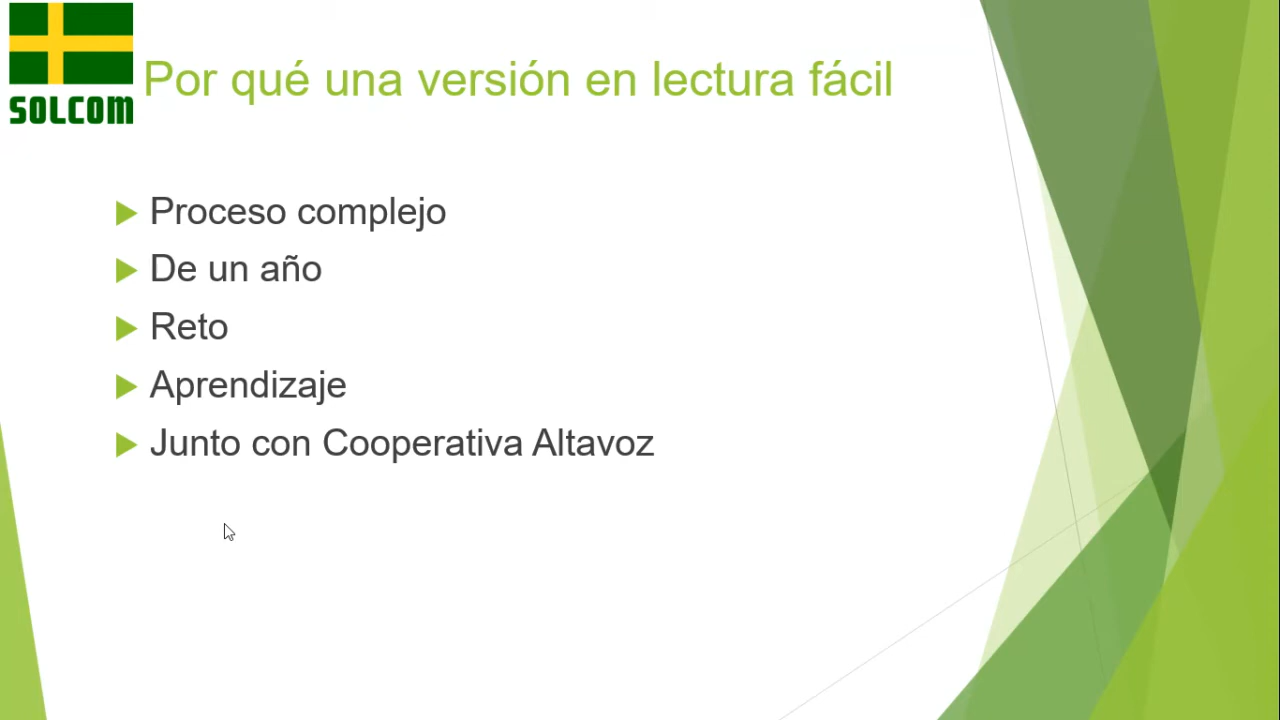 SOLCOM
Por qué una versión en lectura fácil
Proceso complejo
De un año
Reto
Aprendizaje
Junto con Cooperativa Altavoz